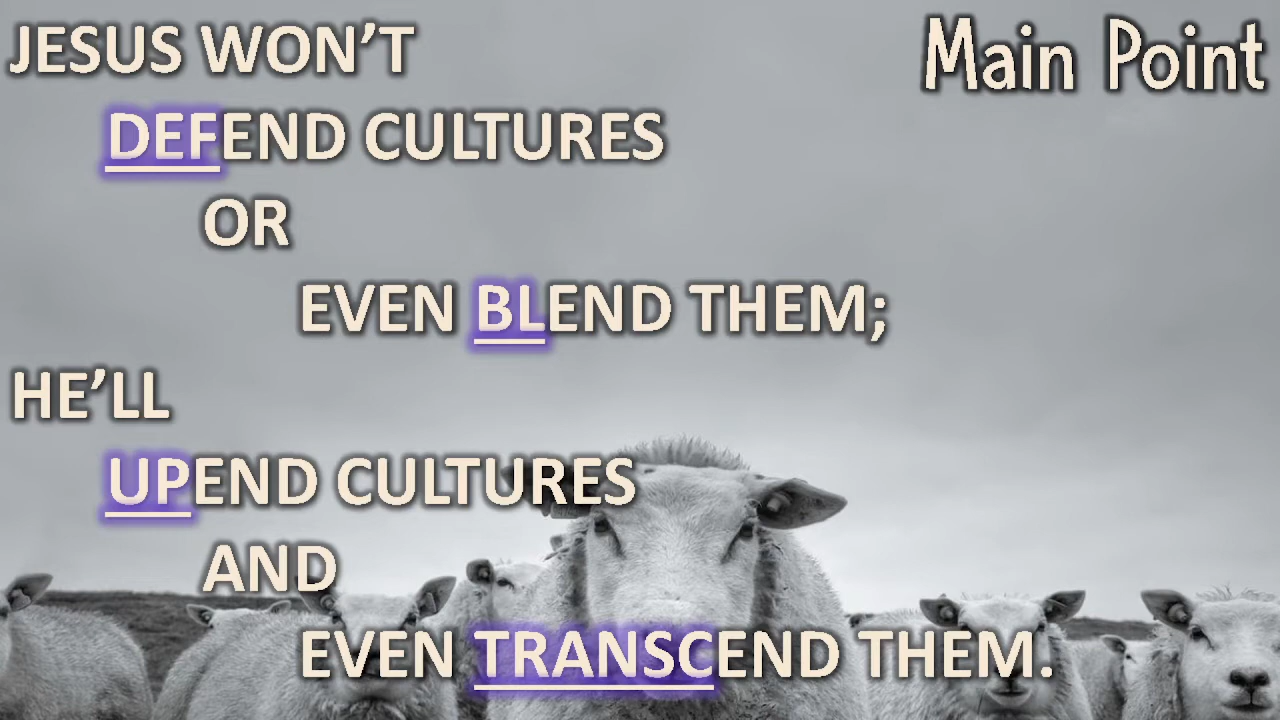 Main Point
JESUS WON’T
DEFEND CULTURES
OR
EVEN BLEND THEM;
HE’LL
UPEND CULTURES
AND
EVEN TRANSCEND THEM.